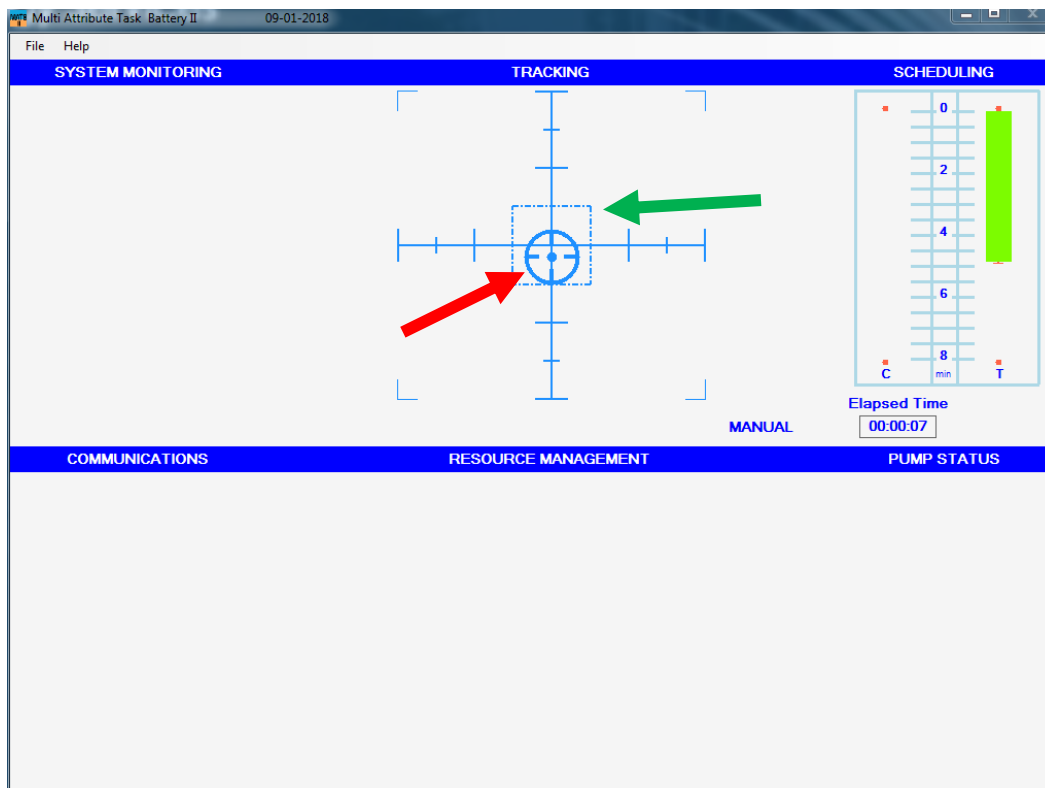 Multi Attribute Task Battery II 09-01-2018
File Help
SYSTEM MONITORING TRACKING SCHEDULING
0
2
4
6
8
C min T
Elapsed Time
MANUAL 00:00:07
COMMUNICATIONS RESOURCE MANAGEMENT PUMP STATUS